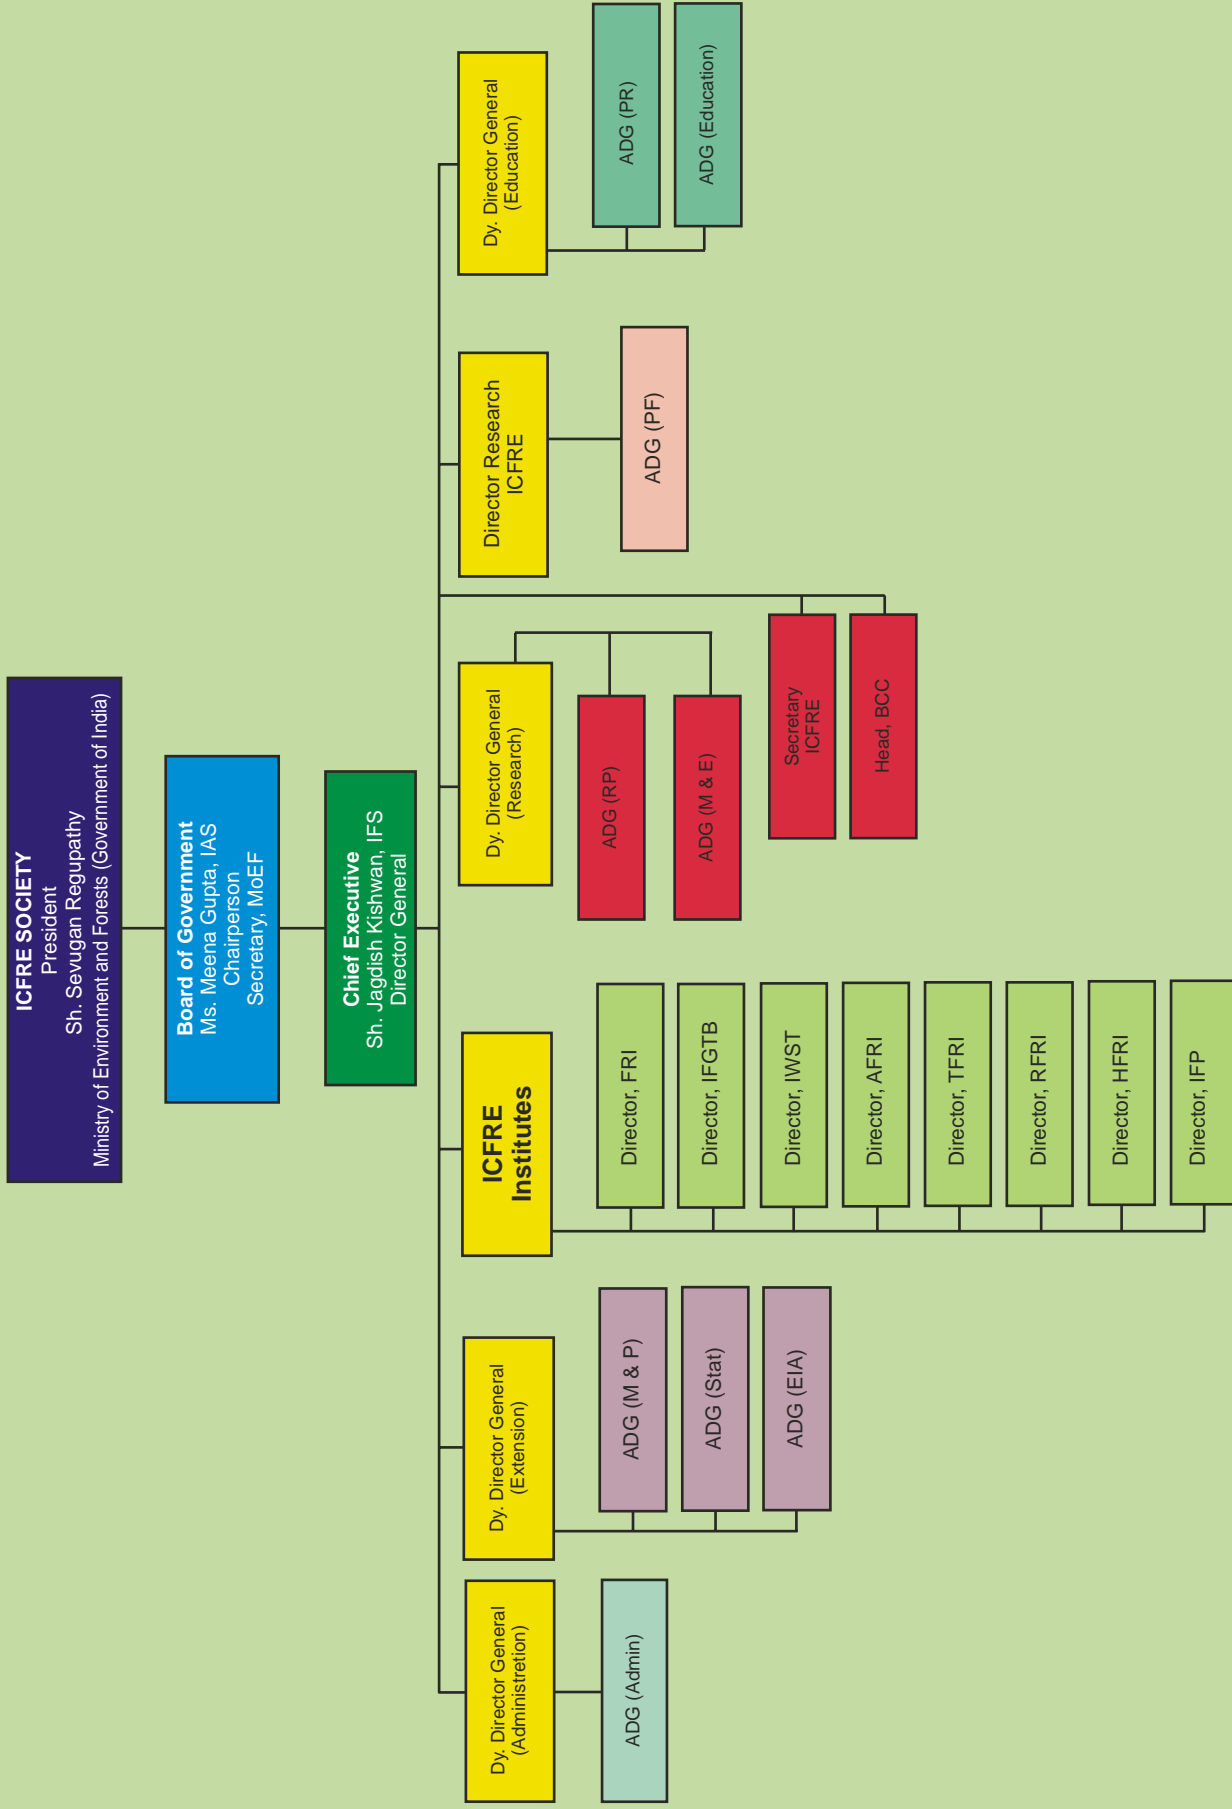 ICFRE SOCIETY
President
Sh. Sevugan Regupathy
Ministry of Environment and Forests (Government of India)
Board of Government
Ms. Meena Gupta, IAS
Chairperson
Secretary, MoEF
Chief Executive
Sh. Jagdish Kishwan, IFS
Director General
Dy. Director General
(Administretion)
ADG (Admin)
Dy. Director General
(Extension)
ADG (M & P)
ADG (Stat)
ADG (EIA)
ICFRE
Institutes
Director, FRI
Director, IFGTB
Director, IWST
Director, AFRI
Director, TFRI
Director, RFRI
Director, HFRI
Director, IFP
Dy. Director General
(Research)
ADG (RP)
ADG (M & E)
Secretary
ICFRE
Head, BCC
Director Research
ICFRE
ADG (PF)
Dy. Director General
(Education)
ADG (PR)
ADG (Education)